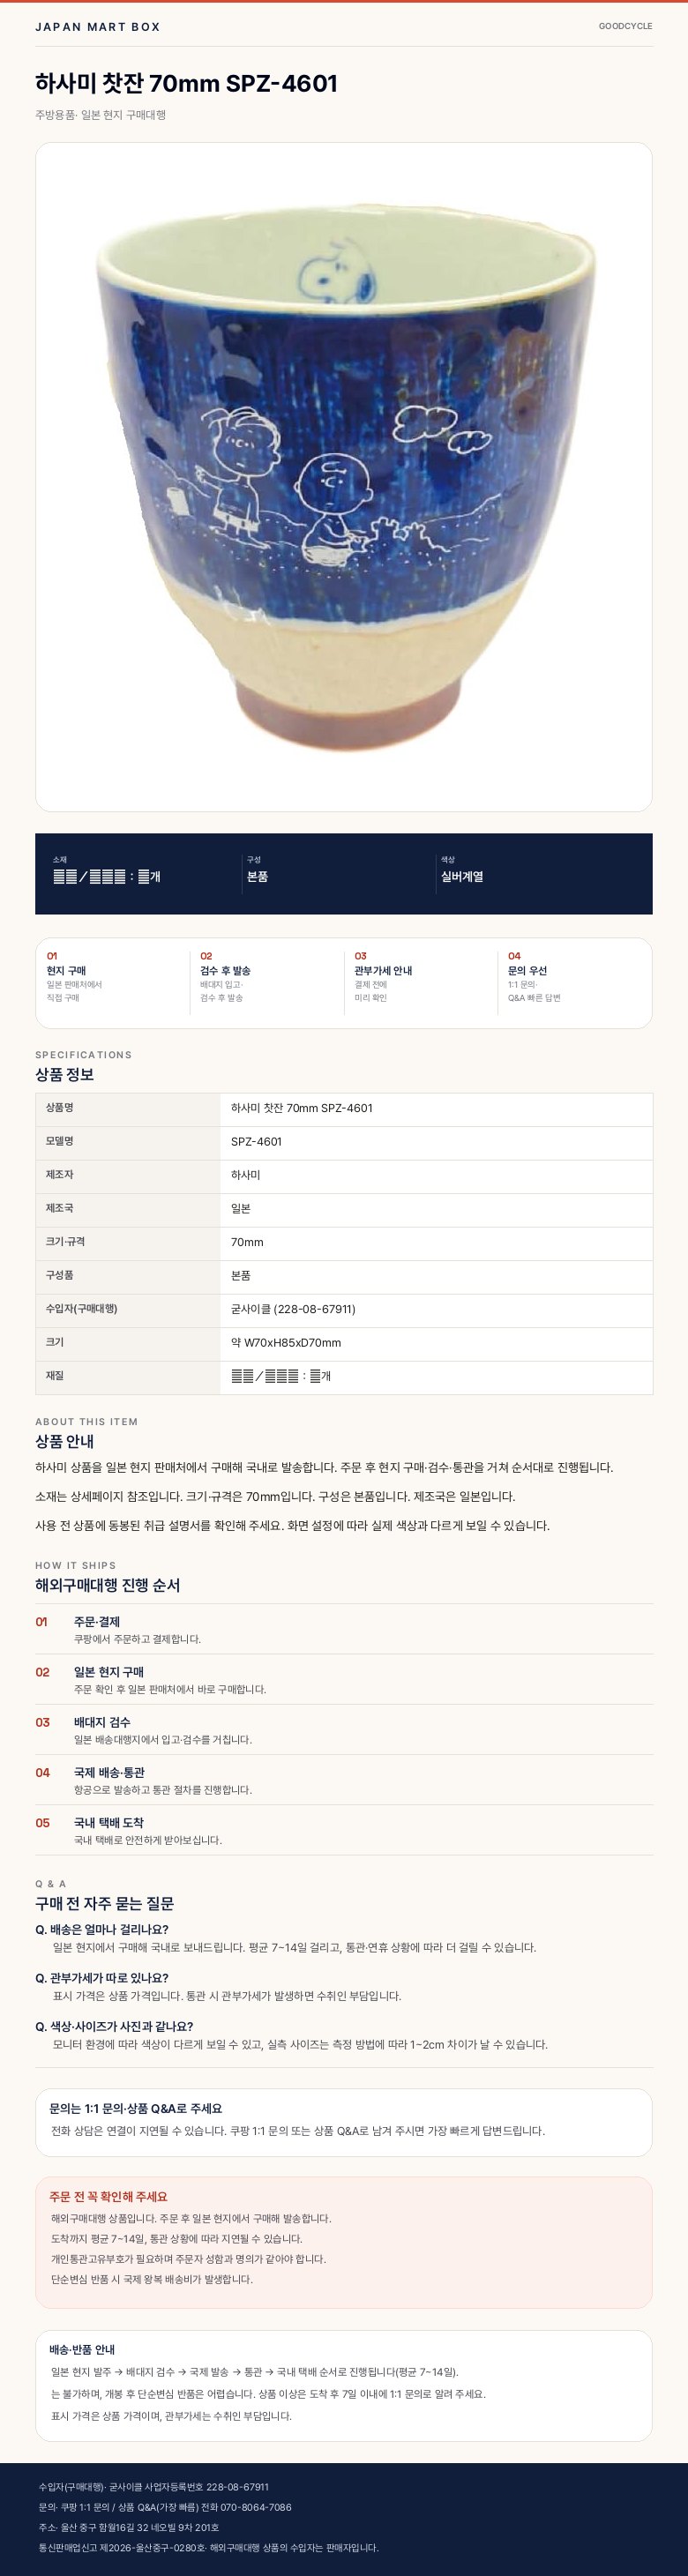 JAPAN MART BOX
GOODCYCLE
하사미 찻잔 70mm SPZ-4601
주방용품· 일본 현지 구매대행
소재
/ : 개
구성
본품
색상
실버계열
01
현지 구매
일본 판매처에서
직접 구매
02
검수 후 발송
배대지 입고·
검수 후 발송
03
관부가세 안내
결제 전에
미리 확인
04
문의 우선
1:1 문의·
Q&A 빠른 답변
SPECIFICATIONS
상품 정보
상품명 하사미 찻잔 70mm SPZ-4601
모델명 SPZ-4601
제조자 하사미
제조국 일본
크기·규격 70mm
구성품 본품
수입자(구매대행) 굳사이클 (228-08-67911)
크기 약 W70xH85xD70mm
재질 / : 개
ABOUT THIS ITEM
상품 안내
하사미 상품을 일본 현지 판매처에서 구매해 국내로 발송합니다. 주문 후 현지 구매·검수·통관을 거쳐 순서대로 진행됩니다.
소재는 상세페이지 참조입니다. 크기·규격은 70mm입니다. 구성은 본품입니다. 제조국은 일본입니다.
사용 전 상품에 동봉된 취급 설명서를 확인해 주세요. 화면 설정에 따라 실제 색상과 다르게 보일 수 있습니다.
HOW IT SHIPS
해외구매대행 진행 순서
01 주문·결제
쿠팡에서 주문하고 결제합니다.
02 일본 현지 구매
주문 확인 후 일본 판매처에서 바로 구매합니다.
03 배대지 검수
일본 배송대행지에서 입고·검수를 거칩니다.
04 국제 배송·통관
항공으로 발송하고 통관 절차를 진행합니다.
05 국내 택배 도착
국내 택배로 안전하게 받아보십니다.
Q & A
구매 전 자주 묻는 질문
Q. 배송은 얼마나 걸리나요?
일본 현지에서 구매해 국내로 보내드립니다. 평균 7~14일 걸리고, 통관·연휴 상황에 따라 더 걸릴 수 있습니다.
Q. 관부가세가 따로 있나요?
표시 가격은 상품 가격입니다. 통관 시 관부가세가 발생하면 수취인 부담입니다.
Q. 색상·사이즈가 사진과 같나요?
모니터 환경에 따라 색상이 다르게 보일 수 있고, 실측 사이즈는 측정 방법에 따라 1~2cm 차이가 날 수 있습니다.
문의는 1:1 문의·상품 Q&A로 주세요
전화 상담은 연결이 지연될 수 있습니다. 쿠팡 1:1 문의 또는 상품 Q&A로 남겨 주시면 가장 빠르게 답변드립니다.
주문 전 꼭 확인해 주세요
해외구매대행 상품입니다. 주문 후 일본 현지에서 구매해 발송합니다.
도착까지 평균 7~14일, 통관 상황에 따라 지연될 수 있습니다.
개인통관고유부호가 필요하며 주문자 성함과 명의가 같아야 합니다.
단순변심 반품 시 국제 왕복 배송비가 발생합니다.
배송·반품 안내
일본 현지 발주 → 배대지 검수 → 국제 발송 → 통관 → 국내 택배 순서로 진행됩니다(평균 7~14일).
는 불가하며, 개봉 후 단순변심 반품은 어렵습니다. 상품 이상은 도착 후 7일 이내에 1:1 문의로 알려 주세요.
표시 가격은 상품 가격이며, 관부가세는 수취인 부담입니다.
수입자(구매대행)· 굳사이클 사업자등록번호 228-08-67911
문의· 쿠팡 1:1 문의 / 상품 Q&A(가장 빠름) 전화 070-8064-7086
주소· 울산 중구 함월16길 32 네오빌 9차 201호
통신판매업신고 제2026-울산중구-0280호· 해외구매대행 상품의 수입자는 판매자입니다.